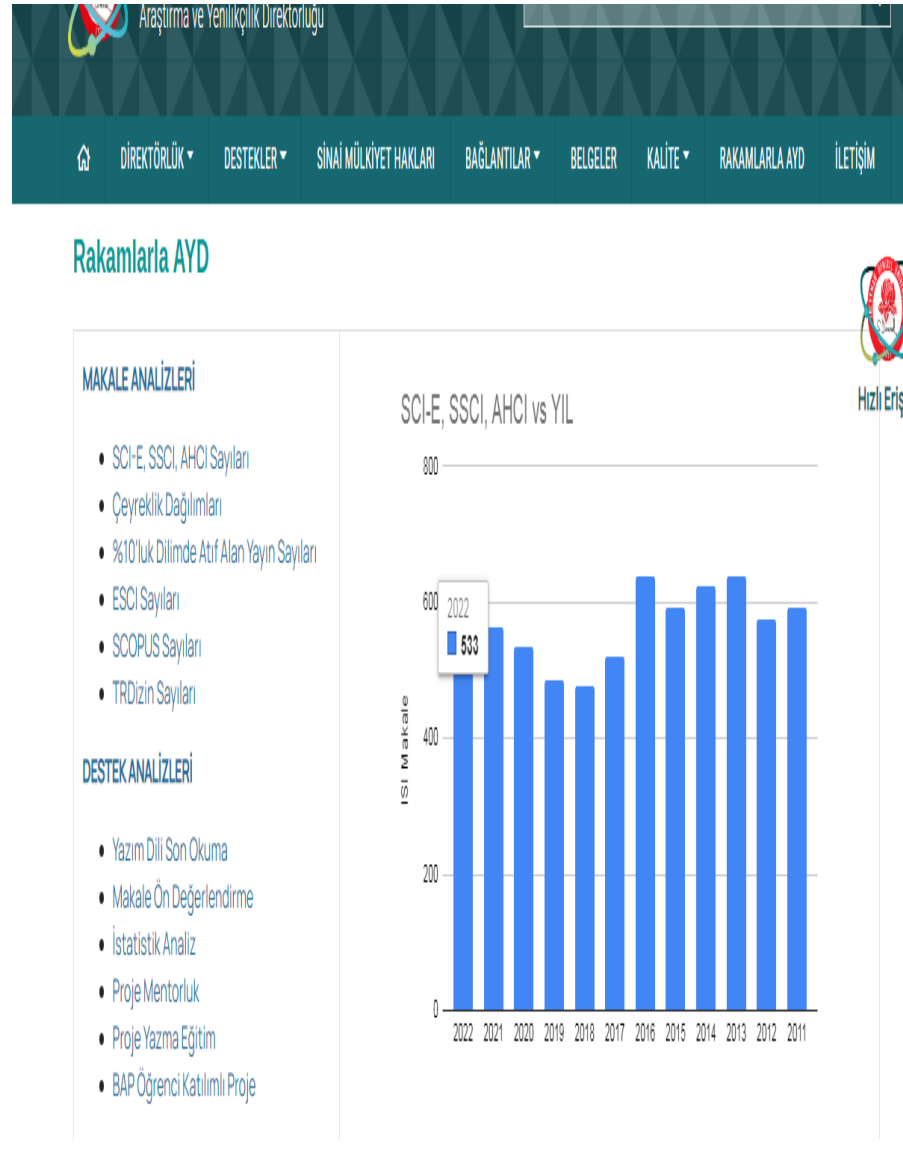 Araştırma ve Yenilikçilik Direktörlüğü
DİREKTÖRLÜK
DESTEKLER
SİNAİ MÜLKİYET HAKLARI
BAĞLANTILAR
BELGELER
KALİTE
RAKAMLARLA AYD
İLETİŞİM
Rakamlarla AYD
Hızlı Eriş
MAKALE ANALİZLERİ
SCI-E, SSCI, AHCI Sayıları
Çeyreklik Dağılımları
%10'luk Dilimde Atıf Alan Yayın Sayıları
ESCI Sayıları
SCOPUS Sayıları
TRDizin Sayıları
DESTEK ANALİZLERİ
Yazım Dili Son Okuma
Makale Ön Değerlendirme
İstatistik Analiz
Proje Mentorluk
Proje Yazma Eğitim
BAP Öğrenci Katılımlı Proje
SCI-E, SSCI, AHCI vs YIL
800
600
400
200
0
ISI Makale
2022
533
2022 2021 2020 2019 2018 2017 2016 2015 2014 2013 2012 2011